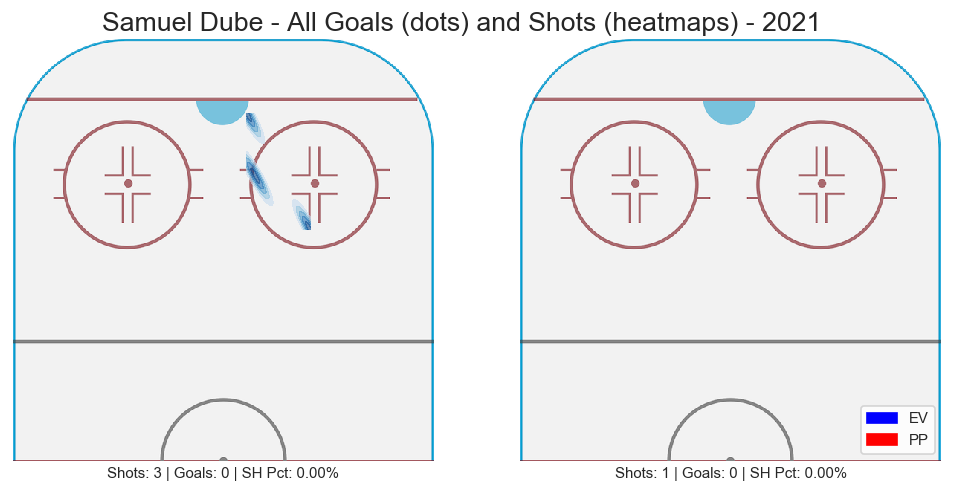 Samuel Dube - All Goals (dots) and Shots (heatmaps) - 2021
EV
PP
Shots: 3 | Goals: 0 | SH Pct: 0.00%
Shots: 1 | Goals: 0 | SH Pct: 0.00%